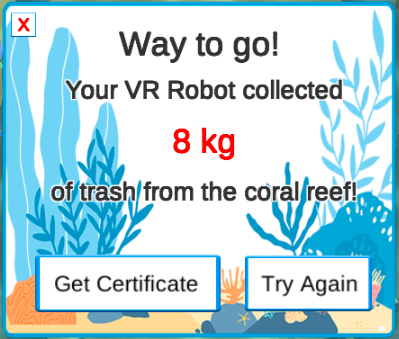 X
Way to go!
Your VR Robot collected
8 kg
of trash from the coral reef!
Get Certificate
Try Again